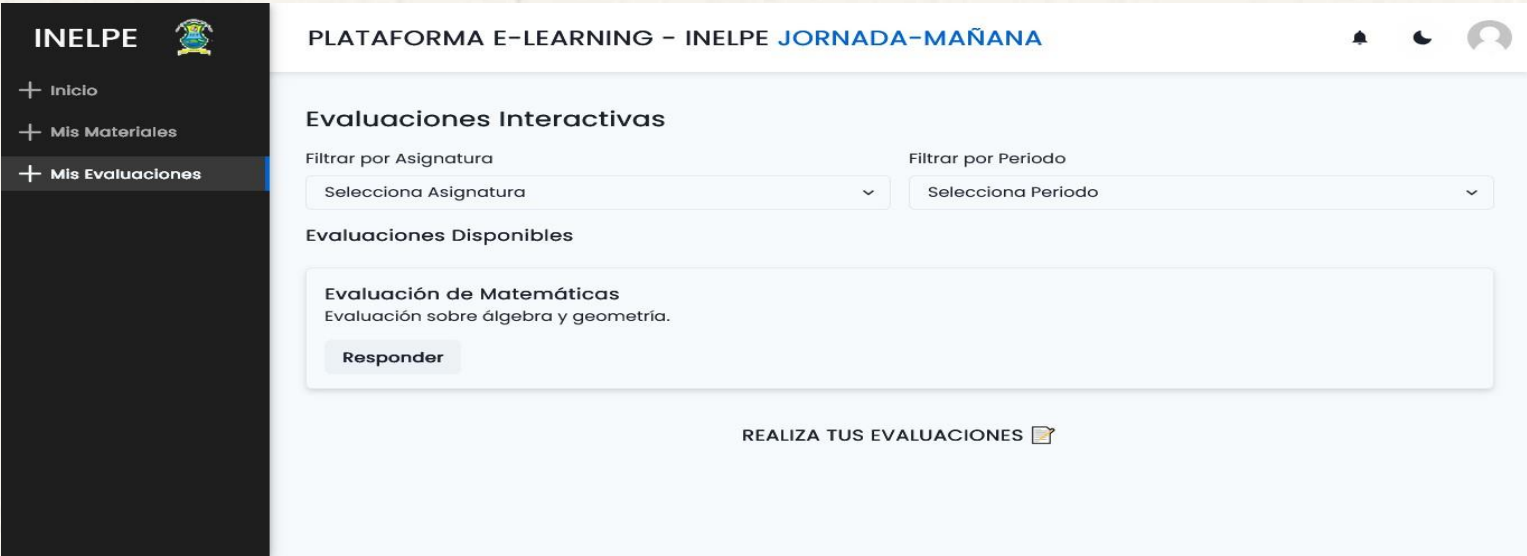 INELPE
PLATAFORMA E-LEARNING - INELPE JORNADA-MAÑANA
Inicio
Mis Materiales
Mis Evaluaciones
Evaluaciones Interactivas
Filtrar por Asignatura
Filtrar por Periodo
Selecciona Asignatura
Selecciona Periodo
Evaluaciones Disponibles
Evaluación de Matemáticas
Evaluación sobre álgebra y geometría.
Responder
REALIZA TUS EVALUACIONES